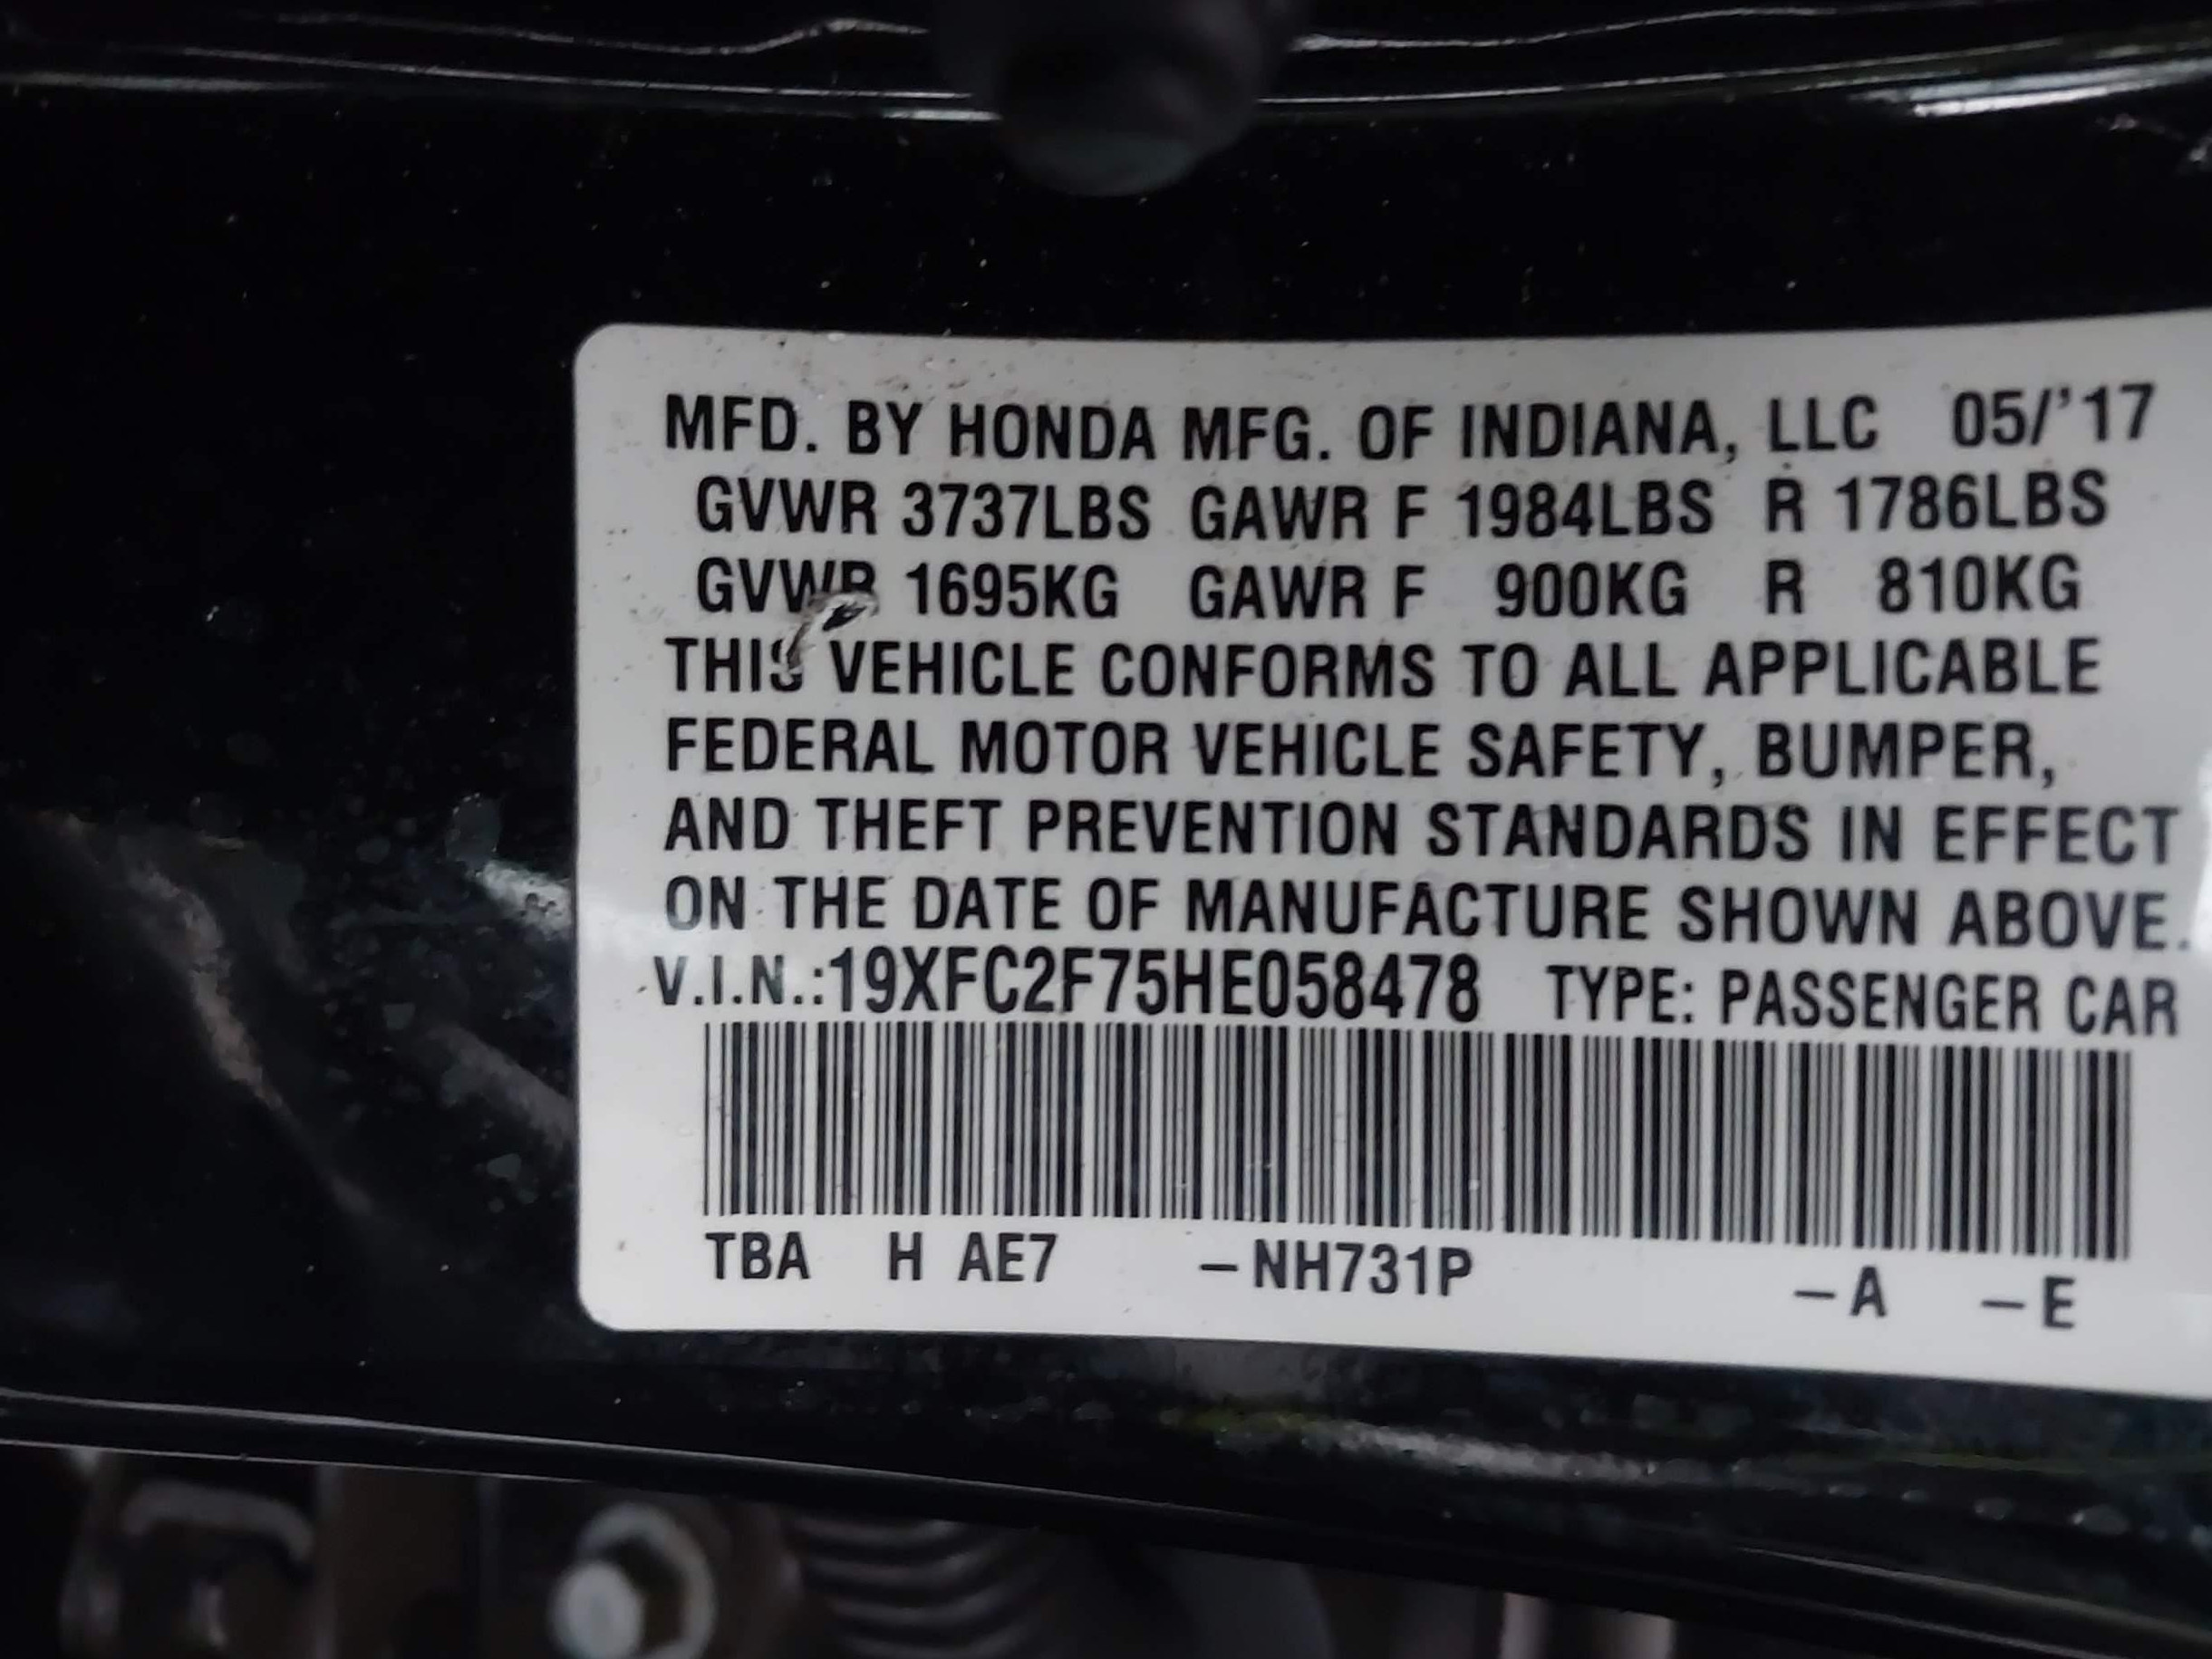 MFD. BY HONDA MFG. OF INDIANA, LLC 05/'17
GVWR 3737LBS GAWR F 1984LBS R 1786LBS
GVWR 1695KG GAWR F 900KG R 810KG
THIS VEHICLE CONFORMS TO ALL APPLICABLE
FEDERAL MOTOR VEHICLE SAFETY, BUMPER,
AND THEFT PREVENTION STANDARDS IN EFFECT
ON THE DATE OF MANUFACTURE SHOWN ABOVE.
V.I.N.:19XFC2F75HE058478 TYPE: PASSENGER CAR
TBA H AE7 –NH731P –A –E